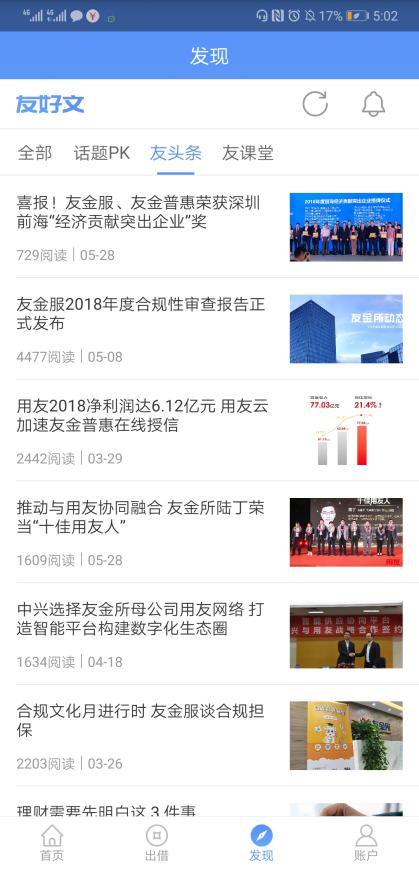 4G 4G 17% 5:02
发现
友好文
全部 话题PK 友头条 友课堂
喜报！友金服、友金普惠荣获深圳
前海“经济贡献突出企业”奖
729阅读 | 05-28
友金服2018年度合规性审查报告正
式发布
4477阅读 | 05-08
友金所动态
用友2018净利润达6.12亿元 用友云
加速友金普惠在线授信
2442阅读 | 03-29
77.03亿元 21.4%↑
推动与用友协同融合 友金所陆丁荣
当“十佳用友人”
1609阅读 | 05-28
十佳用友人
中兴选择友金所母公司用友网络 打
造智能平台构建数字化生态圈
1634阅读 | 04-18
合规文化月进行时 友金服谈合规担
保
2203阅读 | 03-26
理财需要先明白这 3 件事
首页 出借 发现 账户